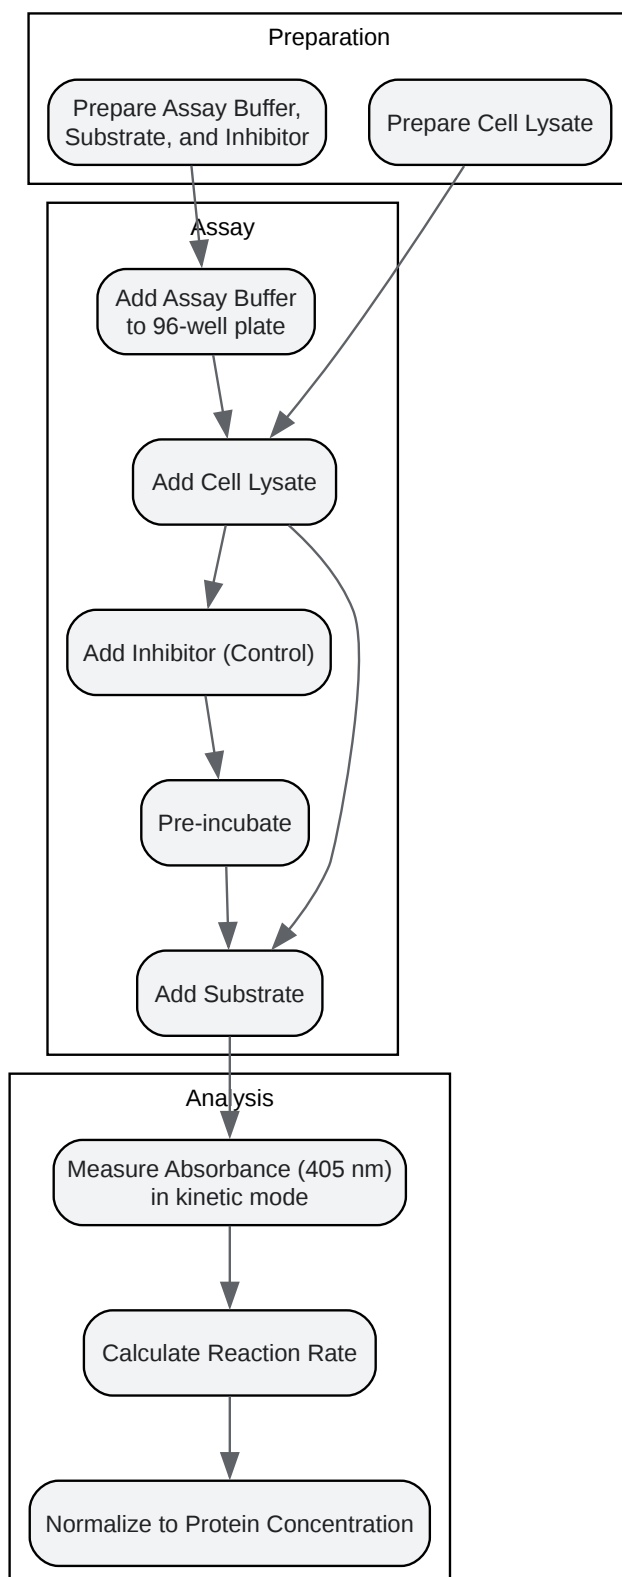 Preparation
Prepare Assay Buffer,
Substrate, and Inhibitor
Prepare Cell Lysate
Assay
Add Assay Buffer
to 96-well plate
Add Cell Lysate
Add Inhibitor (Control)
Pre-incubate
Add Substrate
Analysis
Measure Absorbance (405 nm)
in kinetic mode
Calculate Reaction Rate
Normalize to Protein Concentration